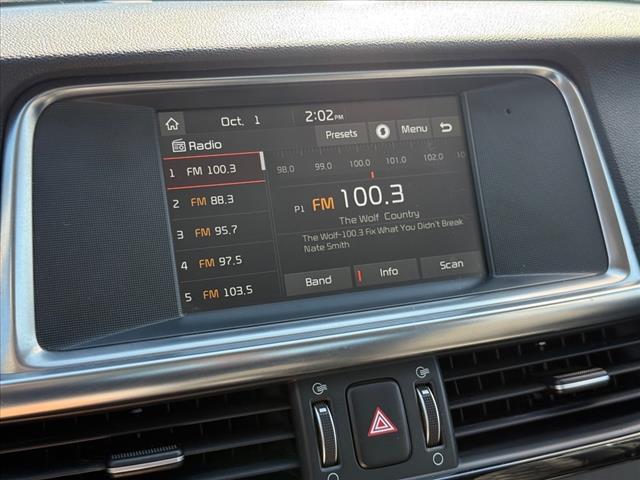 Oct. 1
2:02 PM
Radio
Presets
Menu
1 FM 100.3
2 FM 88.3
3 FM 95.7
4 FM 97.5
5 FM 103.5
98.0 99.0 100.0 101.0 102.0 10
P1 FM 100.3
The Wolf Country
The Wolf-100.3 Fix What You Didn't Break
Nate Smith
Band
Info
Scan